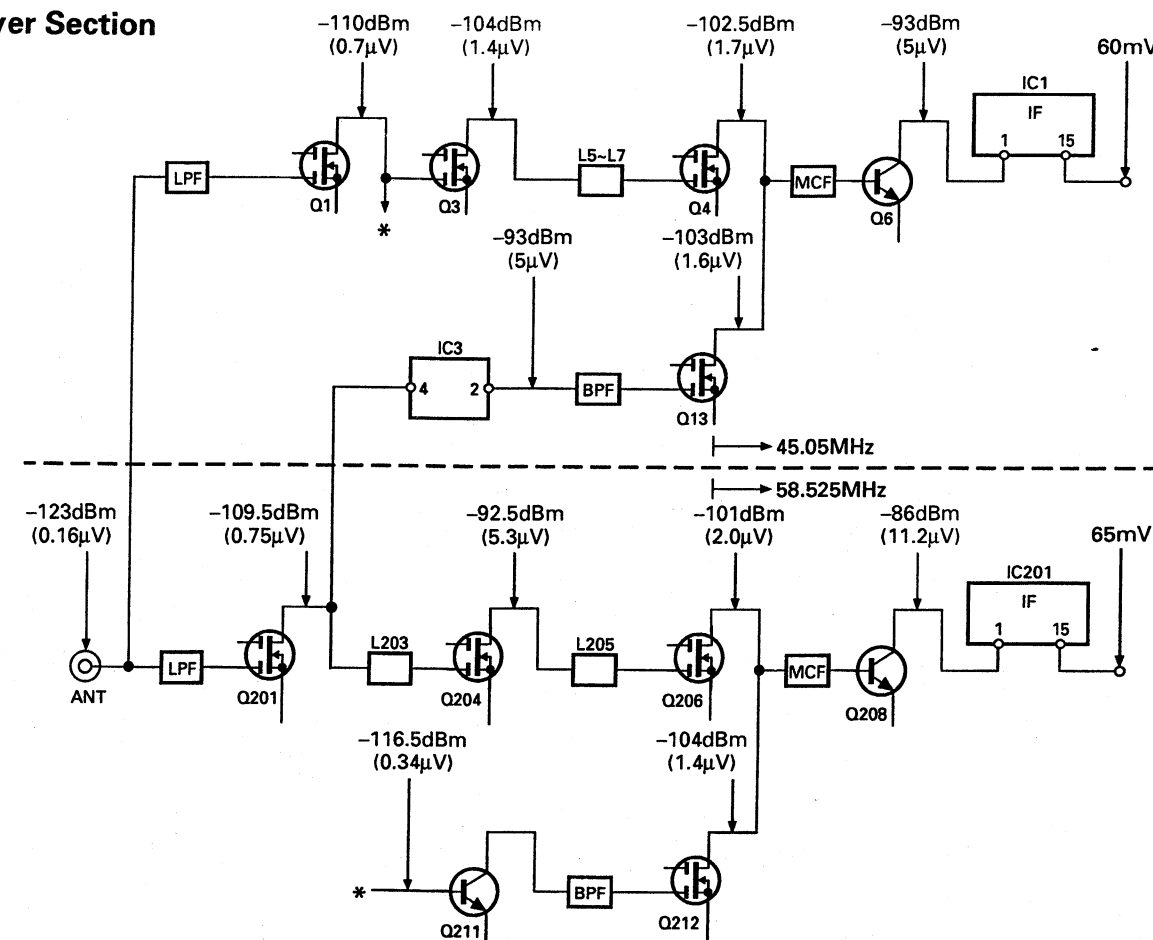 ver Section
–110dBm
(0.7µV)
–104dBm
(1.4µV)
–102.5dBm
(1.7µV)
–93dBm
(5µV)
60mV
IC1
IF
1 15
LPF
Q1
*
Q3
L5~L7
Q4
MCF
Q6
–93dBm
(5µV)
–103dBm
(1.6µV)
IC3
4 2
BPF
Q13
45.05MHz
58.525MHz
–123dBm
(0.16µV)
–109.5dBm
(0.75µV)
–92.5dBm
(5.3µV)
–101dBm
(2.0µV)
–86dBm
(11.2µV)
65mV
IC201
IF
1 15
ANT
LPF
Q201
L203
Q204
L205
Q206
MCF
Q208
–116.5dBm
(0.34µV)
–104dBm
(1.4µV)
*
Q211
BPF
Q212